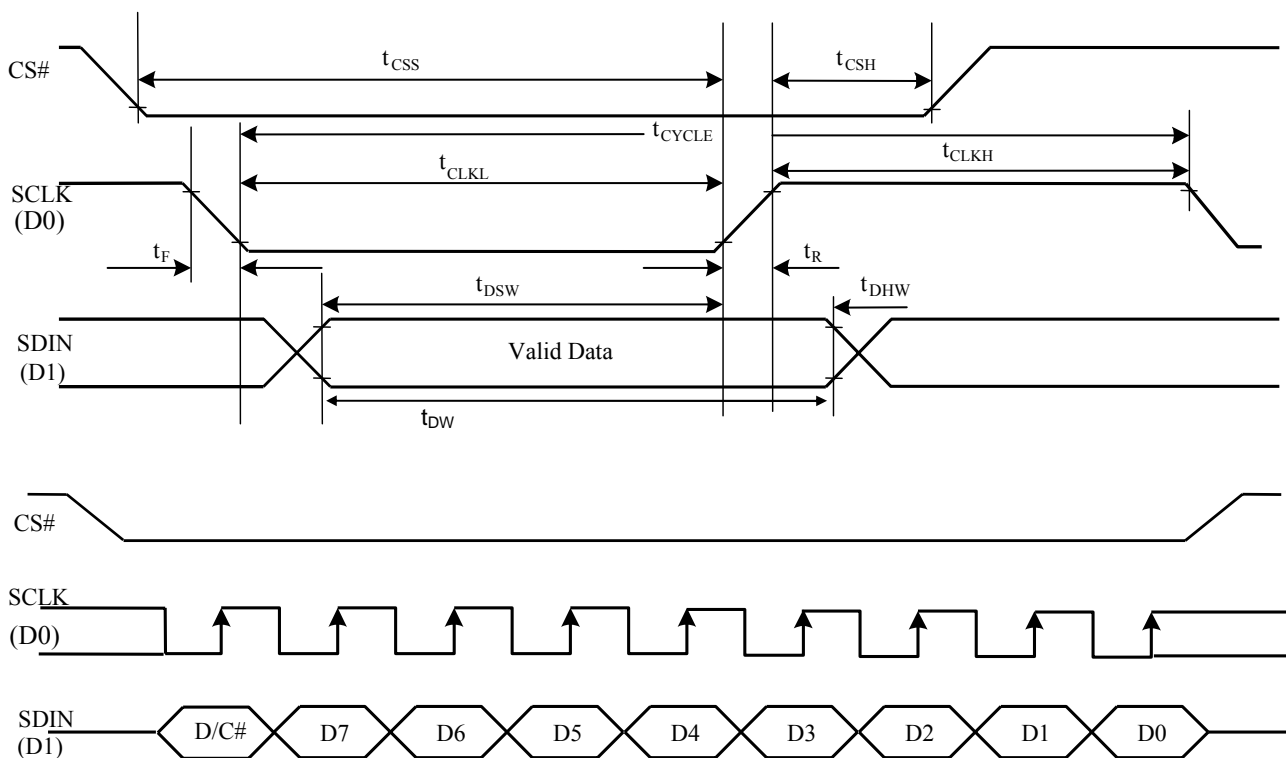 CS#
tCSS
tCSH
tCYCLE
tCLKL
tCLKH
SCLK
(D0)
tF
tR
tDSW
tDHW
SDIN
(D1)
Valid Data
tDW
CS#
SCLK
(D0)
SDIN
(D1)
D/C# D7 D6 D5 D4 D3 D2 D1 D0